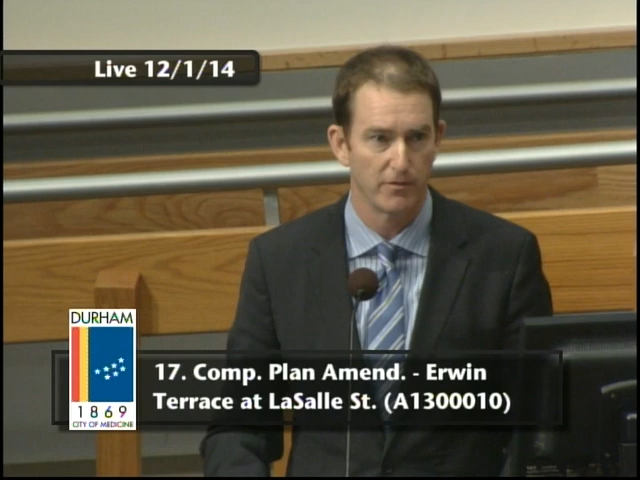 Live 12/1/14
DURHAM
1869
CITY OF MEDICINE
17. Comp. Plan Amend. - Erwin
Terrace at LaSalle St. (A1300010)